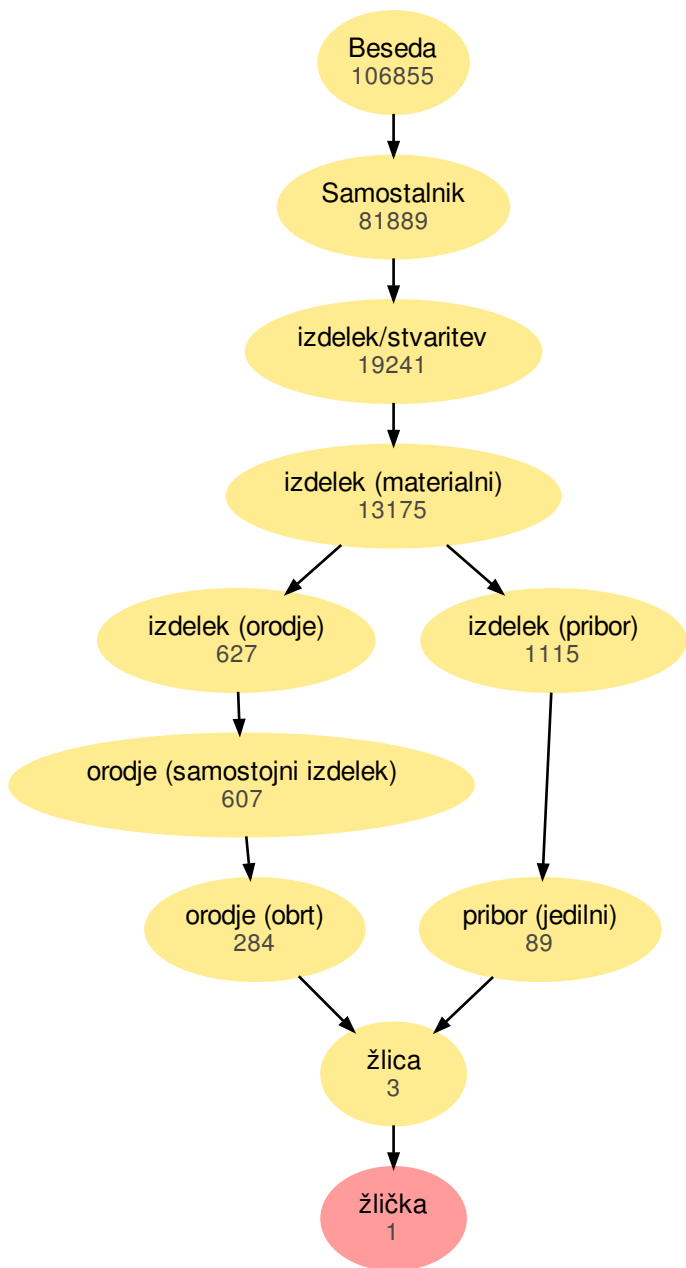 Beseda
106855
Samostalnik
81889
izdelek/stvaritev
19241
izdelek (materialni)
13175
izdelek (orodje)
627
izdelek (pribor)
1115
orodje (samostojni izdelek)
607
orodje (obrt)
284
pribor (jedilni)
89
žlica
3
žlička
1